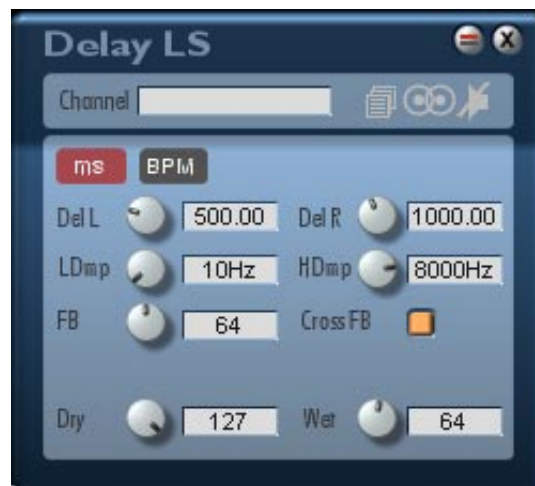 Delay LS
Channel
ms BPM
Del L 500.00 Del R 1000.00
LDmp 10Hz HDmp 8000Hz
FB 64 Cross FB
Dry 127 Wet 64